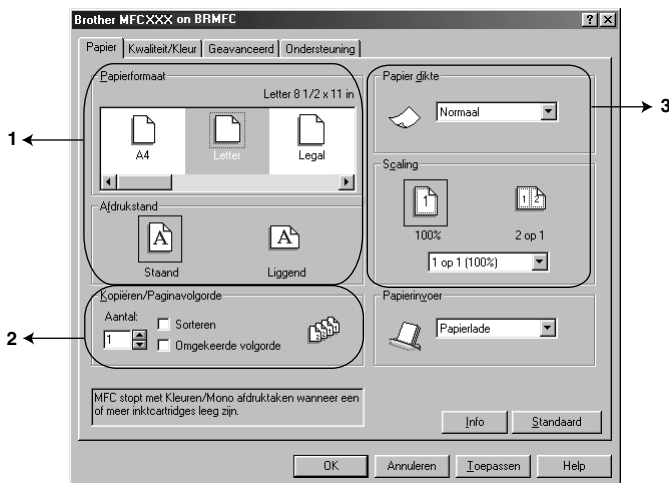 Brother MFCXXX on BRMFC
Papier Kwaliteit/Kleur Geavanceerd Ondersteuning
Papierformaat
Letter 8 1/2 x 11 in
A4 Letter Legal
1
Afdrukstand
A A
Staand Liggend
Papier dikte
Normaal
3
Scaling
1 1 2
100% 2 op 1
1 op 1 (100%)
Kopiëren/Paginavolgorde
Aantal:
1
Sorteren
Omgekeerde volgorde
2
Papierinvoer
Papierlade
MFC stopt met Kleuren/Mono afdruktaken wanneer een
of meer inktcartridges leeg zijn.
Info Standaard
OK Annuleren Toepassen Help